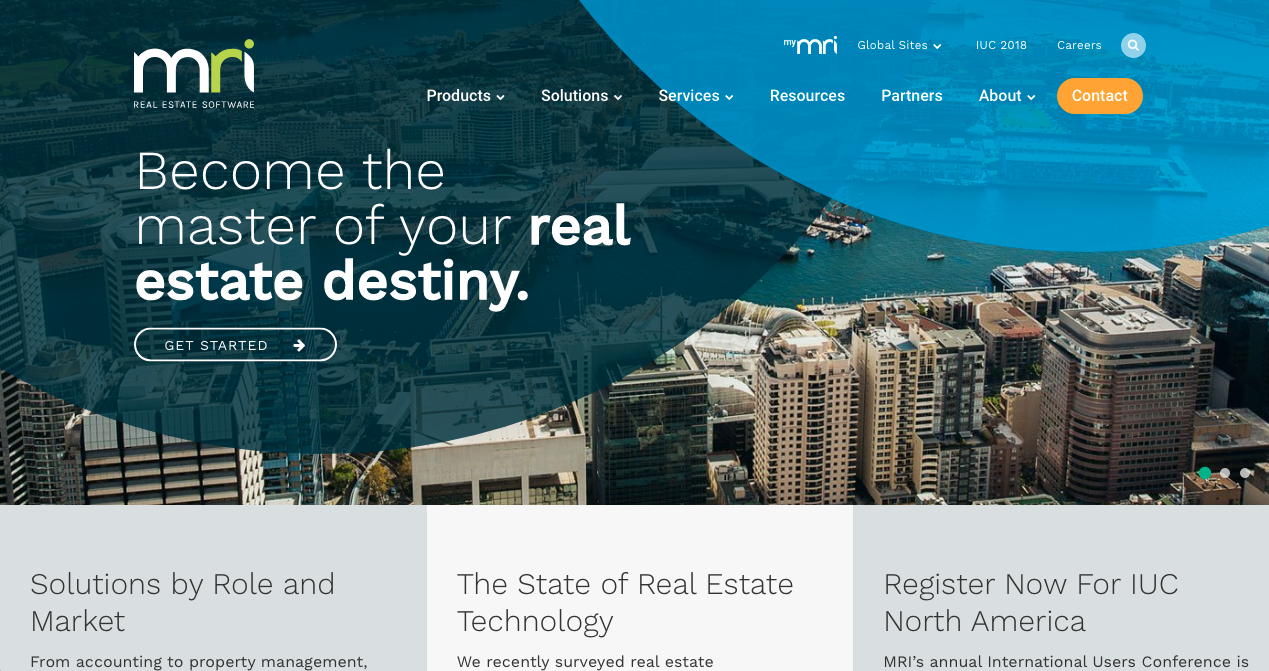 my mri
Global Sites
IUC 2018
Careers
mri
REAL ESTATE SOFTWARE
Products
Solutions
Services
Resources
Partners
About
Contact
Become the
master of your real
estate destiny.
GET STARTED
Solutions by Role and
Market
From accounting to property management,
The State of Real Estate
Technology
We recently surveyed real estate
Register Now For IUC
North America
MRI’s annual International Users Conference is